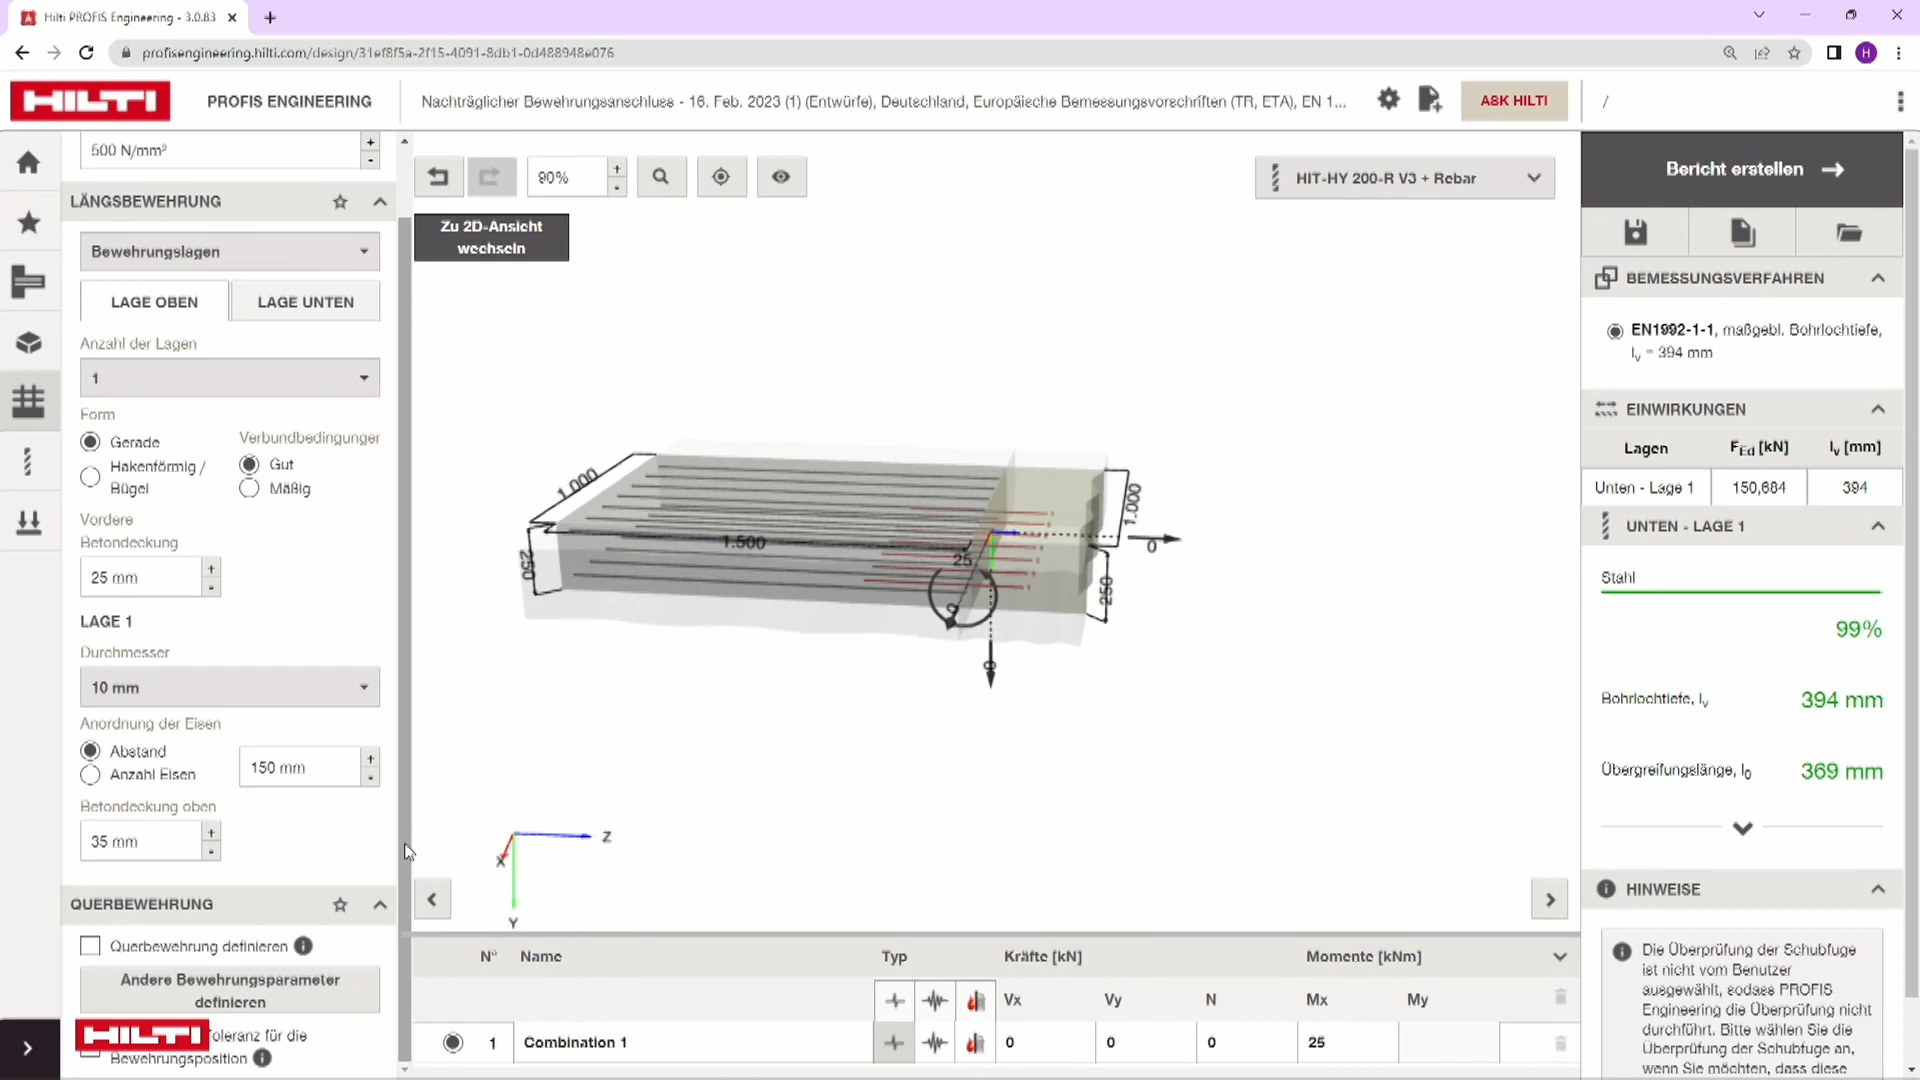 Hilti PROFIS Engineering - 3.0.83
profisengineering.hilti.com/design/31ef8f5a-2f15-4091-8db1-0d488948e076
H
HILTI
PROFIS ENGINEERING
Nachträglicher Bewehrungsanschluss - 16. Feb. 2023 (1) (Entwürfe), Deutschland, Europäische Bemessungsvorschriften (TR, ETA), EN 1...
ASK HILTI
/
500 N/mm²
LÄNGSBEWEHRUNG
Bewehrungslagen
LAGE OBEN
LAGE UNTEN
Anzahl der Lagen
1
Form
Gerade
Hakenförmig /
Bügel
Verbundbedingunger
Gut
Mäßig
Vordere
Betondeckung
25 mm
LAGE 1
Durchmesser
10 mm
Anordnung der Eisen
Abstand
Anzahl Eisen
150 mm
Betondeckung oben
35 mm
QUERBEWEHRUNG
Querbewehrung definieren
Andere Bewehrungsparameter
definieren
HILTI
oleranz für die
Bewehrungsposition
90%
Zu 2D-Ansicht
wechseln
HIT-HY 200-R V3 + Rebar
1.000
1.500
250
25
1.000
250
0
0
0
Z
X
Y
N° Name Typ Kräfte [kN] Momente [kNm]
Vx Vy N Mx My
1 Combination 1 0 0 0 25
Bericht erstellen
BEMESSUNGSVERFAHREN
EN1992-1-1, maßgebl. Bohrlochtiefe,
lv = 394 mm
EINWIRKUNGEN
Lagen FEd [kN] lv [mm]
Unten - Lage 1 150,684 394
UNTEN - LAGE 1
Stahl
99%
Bohrlochtiefe, lv 394 mm
Übergreifungslänge, l0 369 mm
HINWEISE
Die Überprüfung der Schubfuge
ist nicht vom Benutzer
ausgewählt, sodass PROFIS
Engineering die Überprüfung nicht
durchführt. Bitte wählen Sie die
Überprüfung der Schubfuge an,
wenn Sie möchten, dass diese